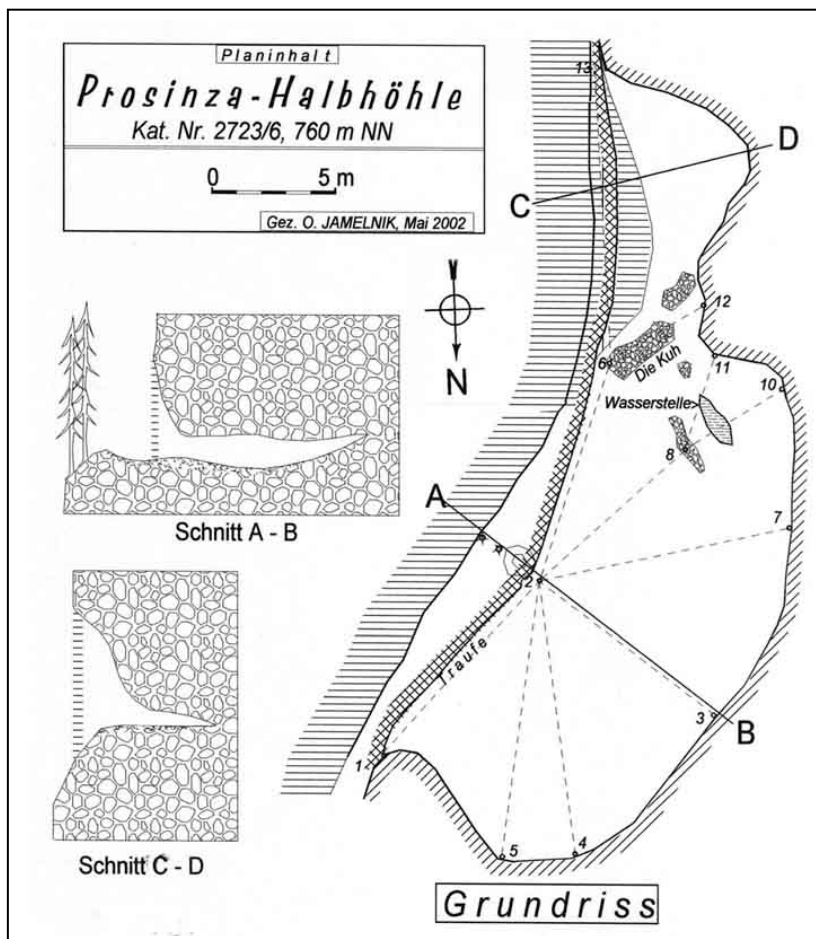 Planinhalt
Prosinza-Halbhöhle
Kat. Nr. 2723/6, 760 m NN
0 5 m
Gez. O. JAMELNIK, Mai 2002
13
D
C
N
12
6
Die Kuh
11
10
Wasserstelle
8
A
7
2
Schnitt A - B
Traufe
3
B
1
5
4
Schnitt C - D
Grundriss